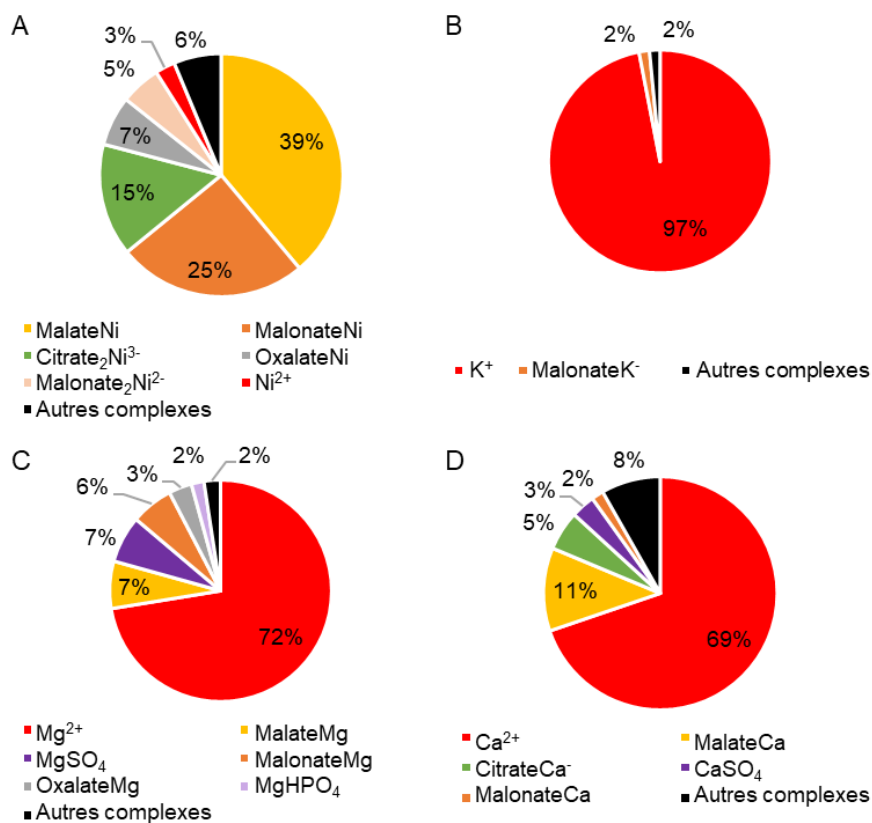 A
3%
6%
5%
7%
39%
15%
25%
MalateNi
MalonateNi
Citrate₂Ni³⁻
OxalateNi
Malonate₂Ni²⁻
Ni²⁺
Autres complexes
B
2%
2%
97%
K⁺ MalonateK⁻ Autres complexes
C
2%
2%
3%
6%
7%
7%
72%
Mg²⁺
MalateMg
MgSO₄
MalonateMg
OxalateMg
MgHPO₄
Autres complexes
D
8%
2%
3%
5%
11%
69%
Ca²⁺
MalateCa
CitrateCa⁻
CaSO₄
MalonateCa
Autres complexes